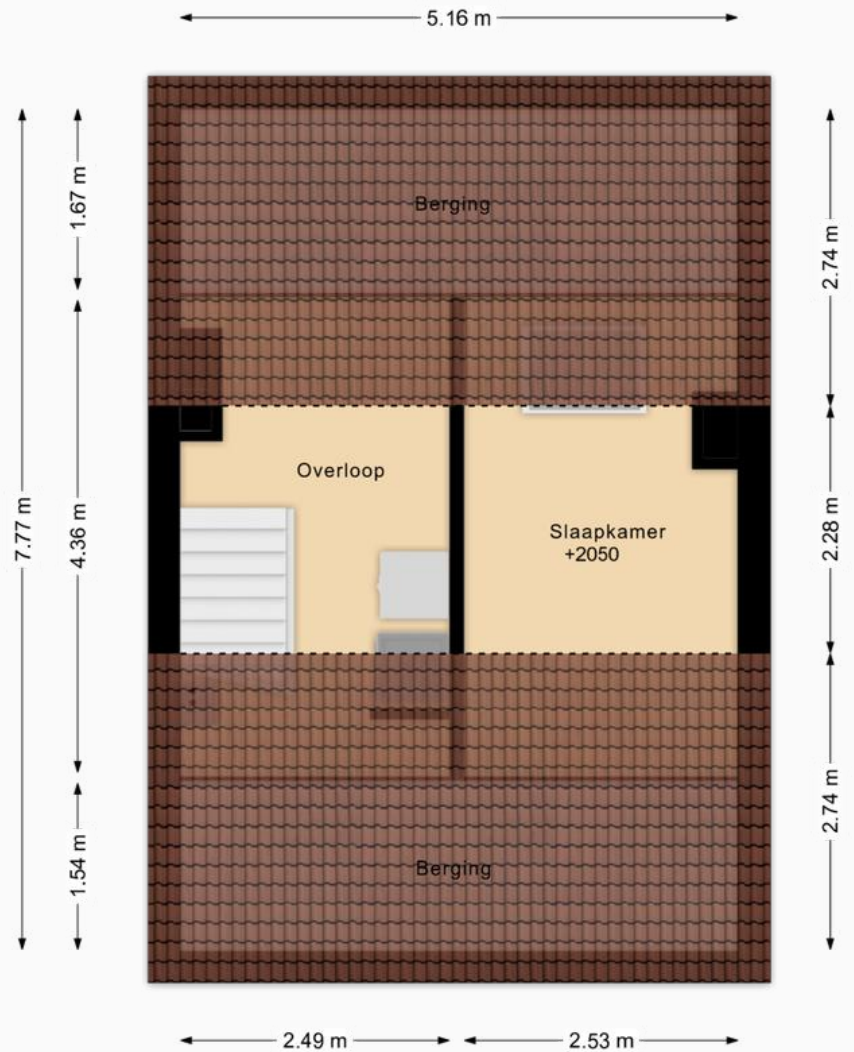 5.16 m
Berging
1.67 m
2.74 m
Overloop
Slaapkamer
+2050
7.77 m
4.36 m
2.28 m
Berging
1.54 m
2.74 m
2.49 m
2.53 m